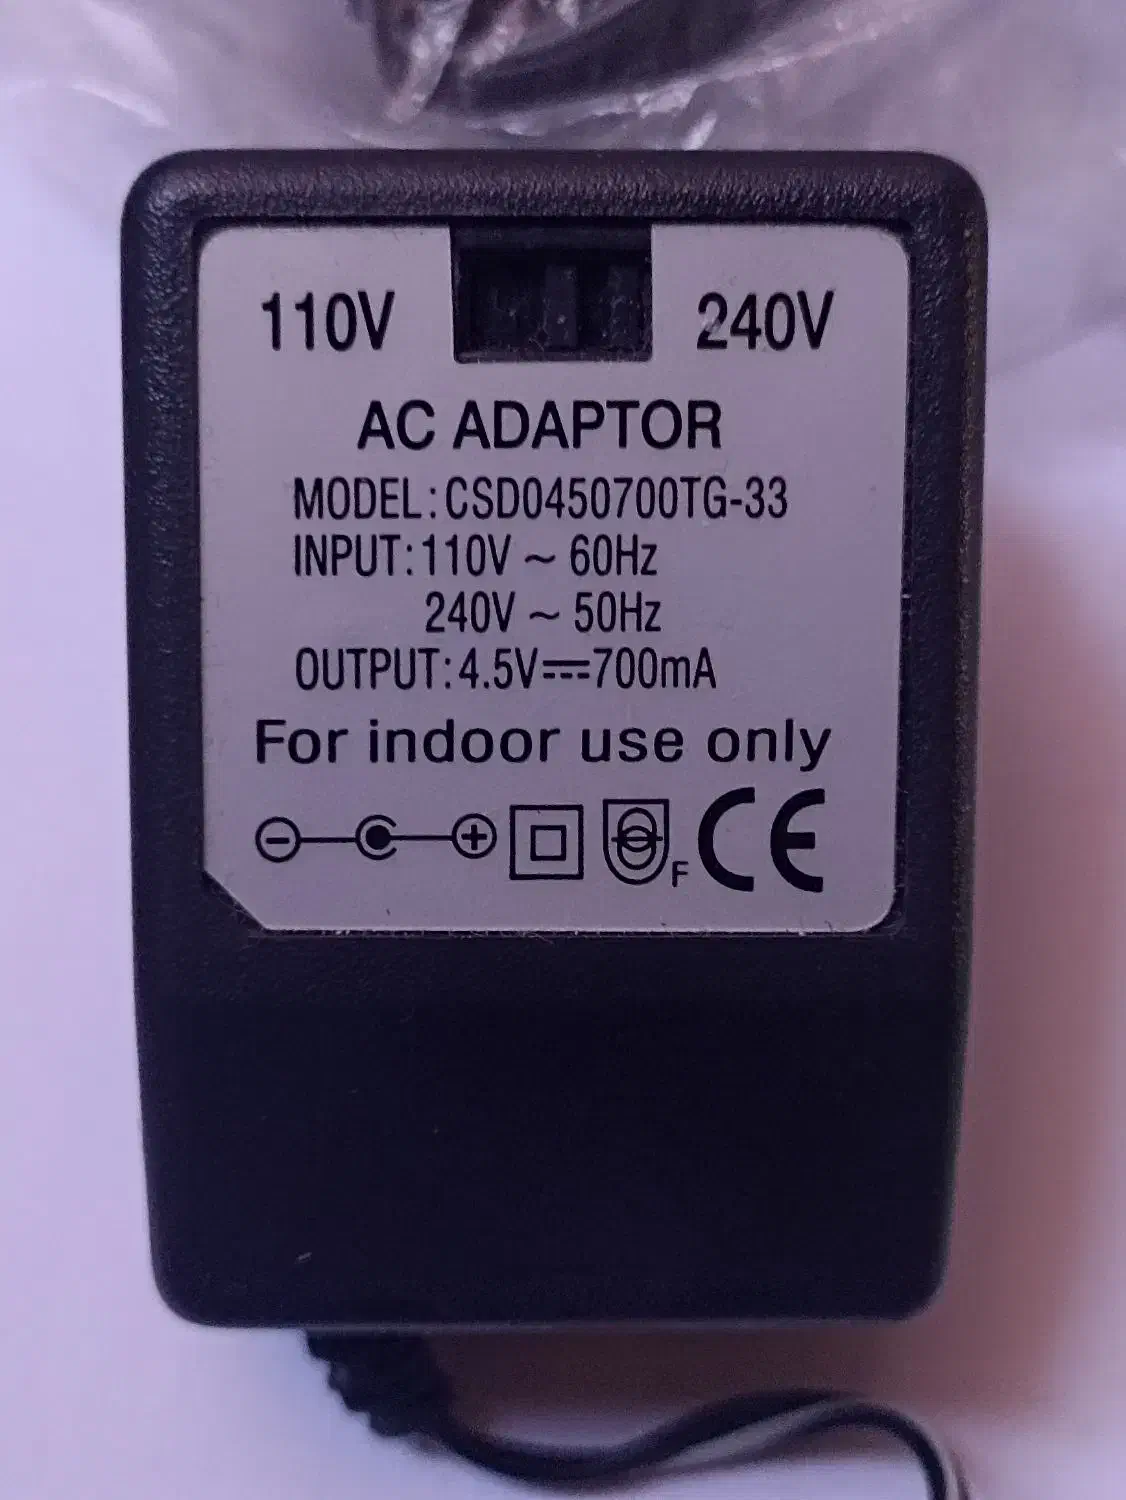 110V 240V
AC ADAPTOR
MODEL:CSD0450700TG-33
INPUT:110V ~ 60Hz
240V ~ 50Hz
OUTPUT:4.5V⎓700mA
For indoor use only
F CE